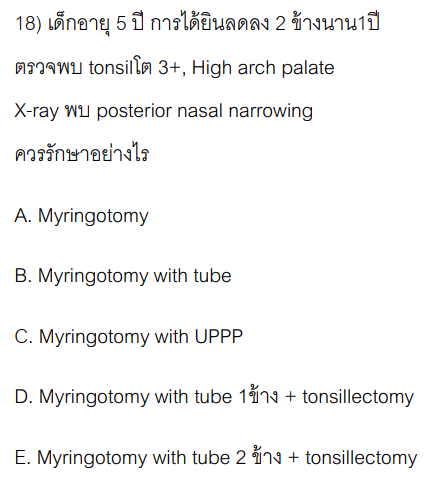 18) เด็กอายุ 5 ปี การได้ยินลดลง 2 ข้างนาน1ปี
ตรวจพบ tonsilโต 3+, High arch palate
X-ray พบ posterior nasal narrowing
ควรรักษาอย่างไร
A. Myringotomy
B. Myringotomy with tube
C. Myringotomy with UPPP
D. Myringotomy with tube 1ข้าง + tonsillectomy
E. Myringotomy with tube 2 ข้าง + tonsillectomy